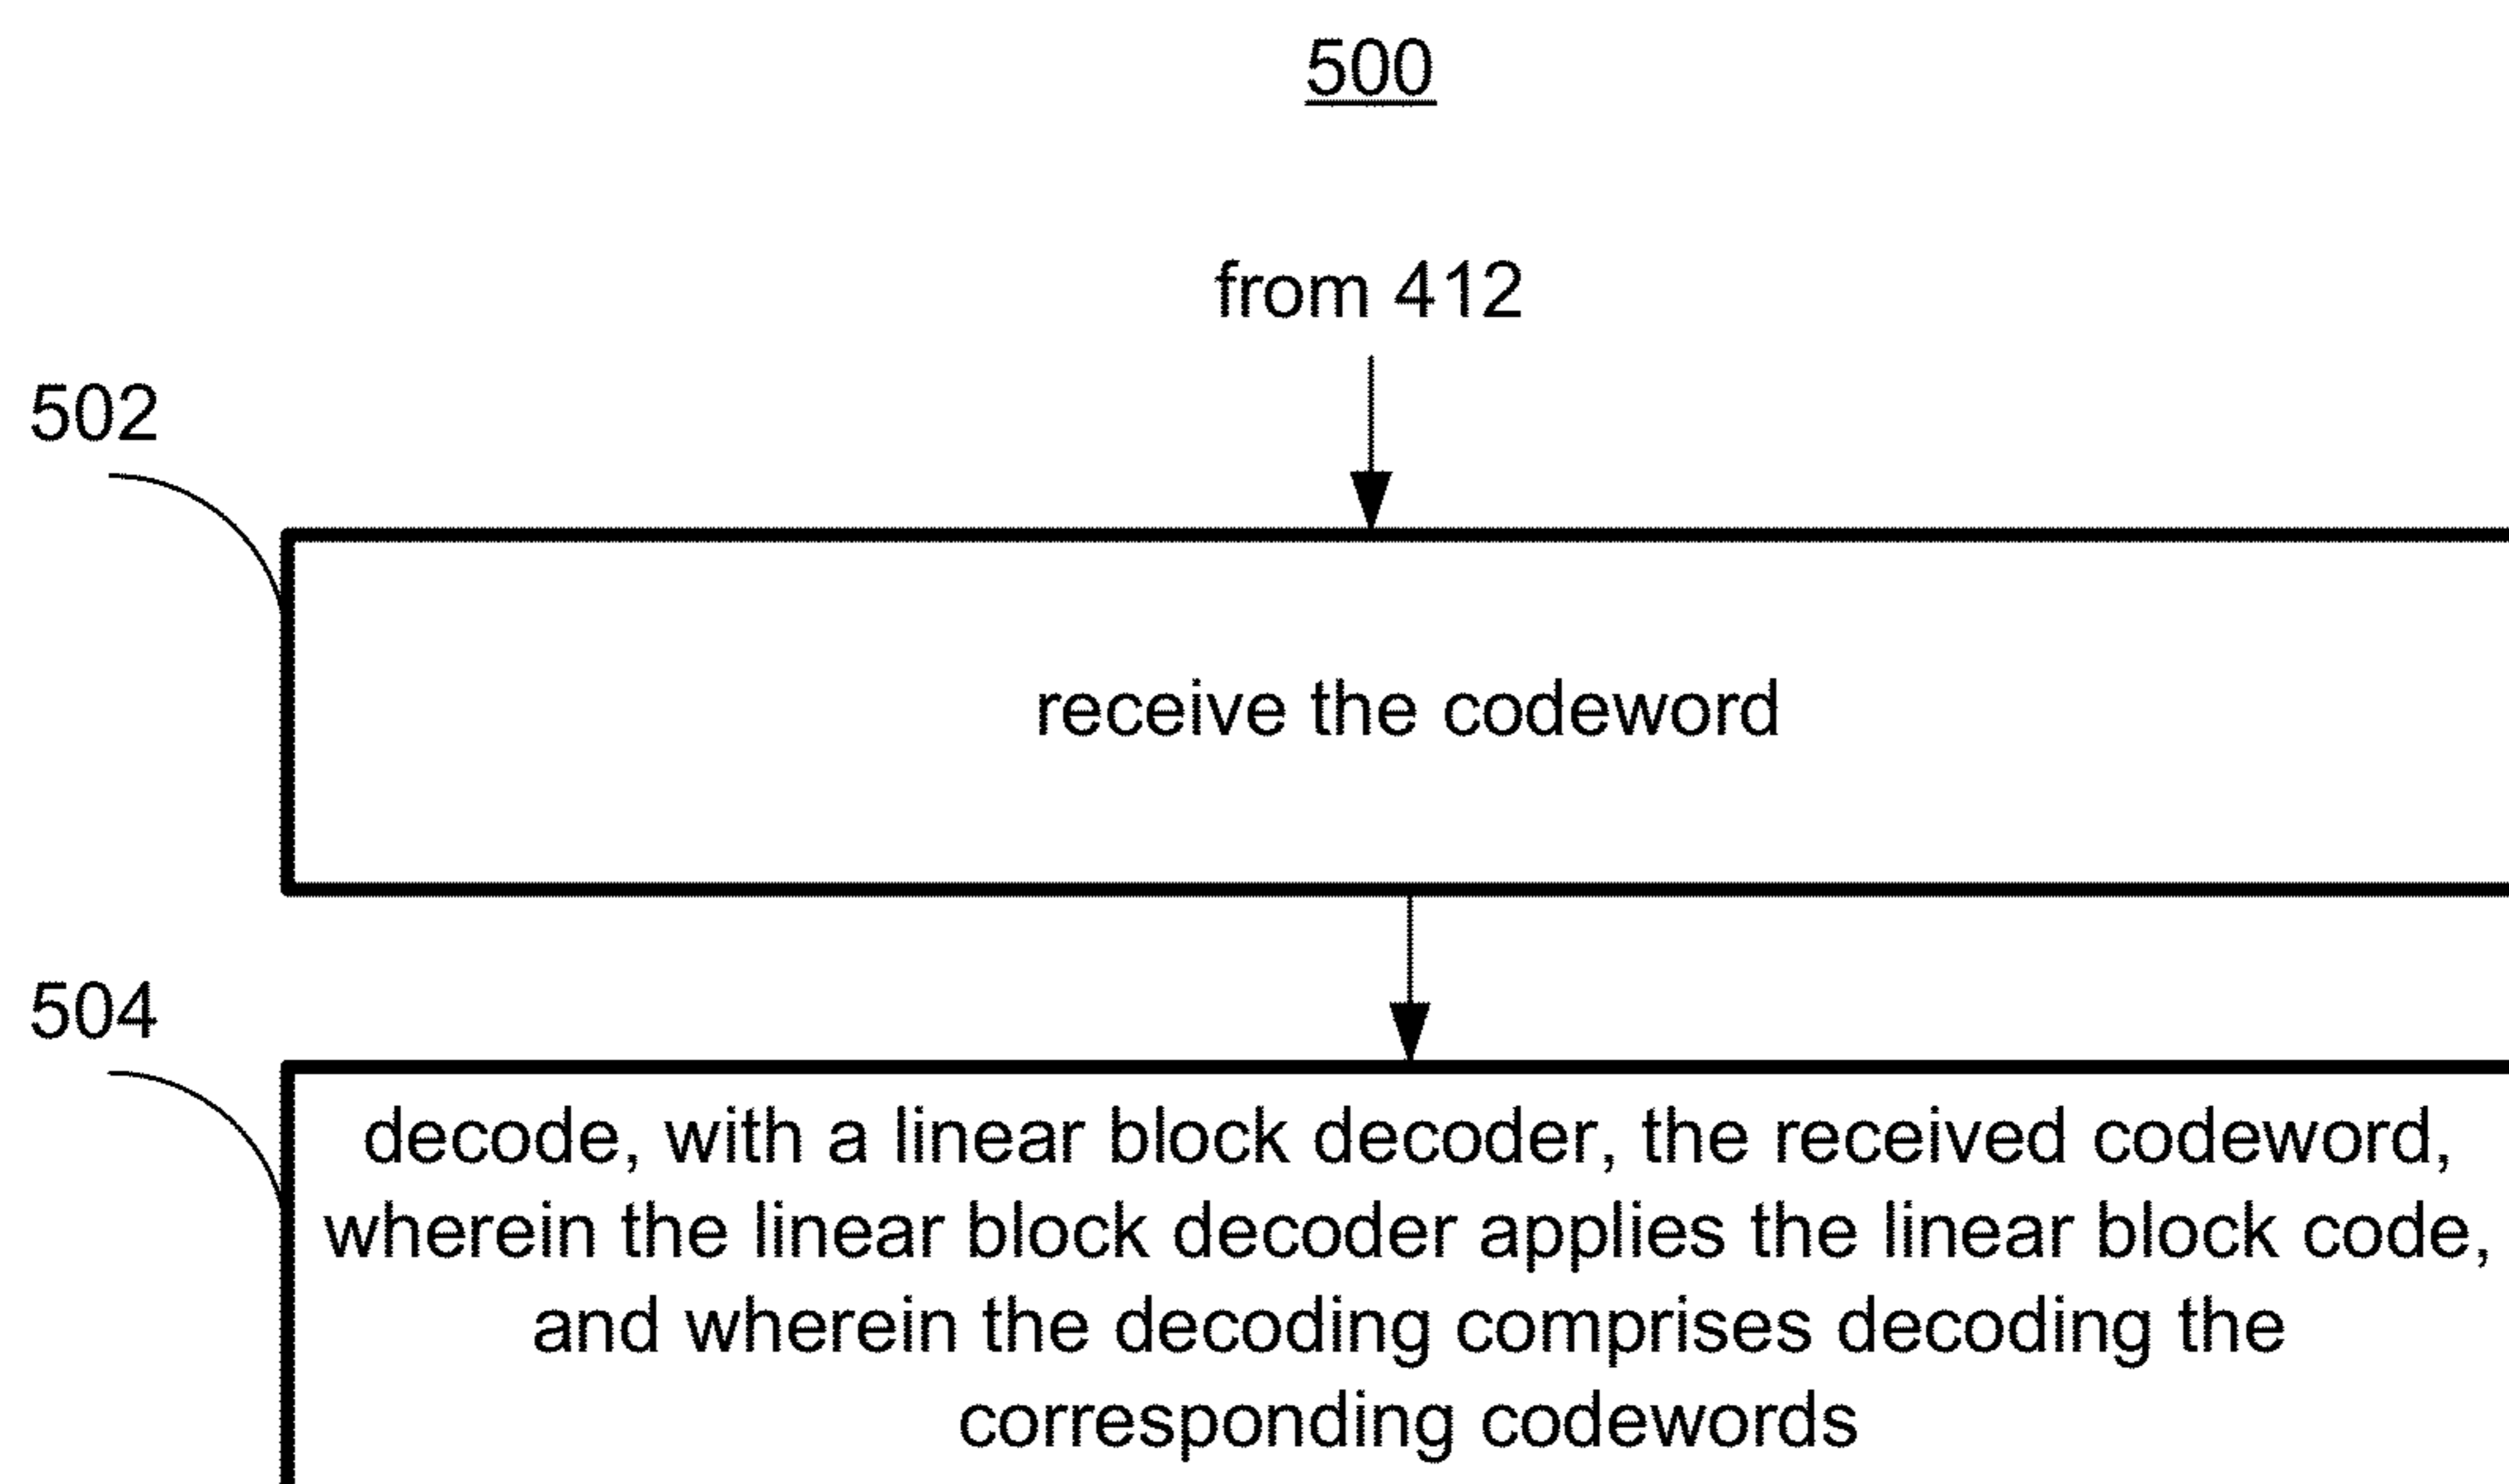 500
from 412
502
receive the codeword
504
decode, with a linear block decoder, the received codeword,
wherein the linear block decoder applies the linear block code,
and wherein the decoding comprises decoding the
corresponding codewords